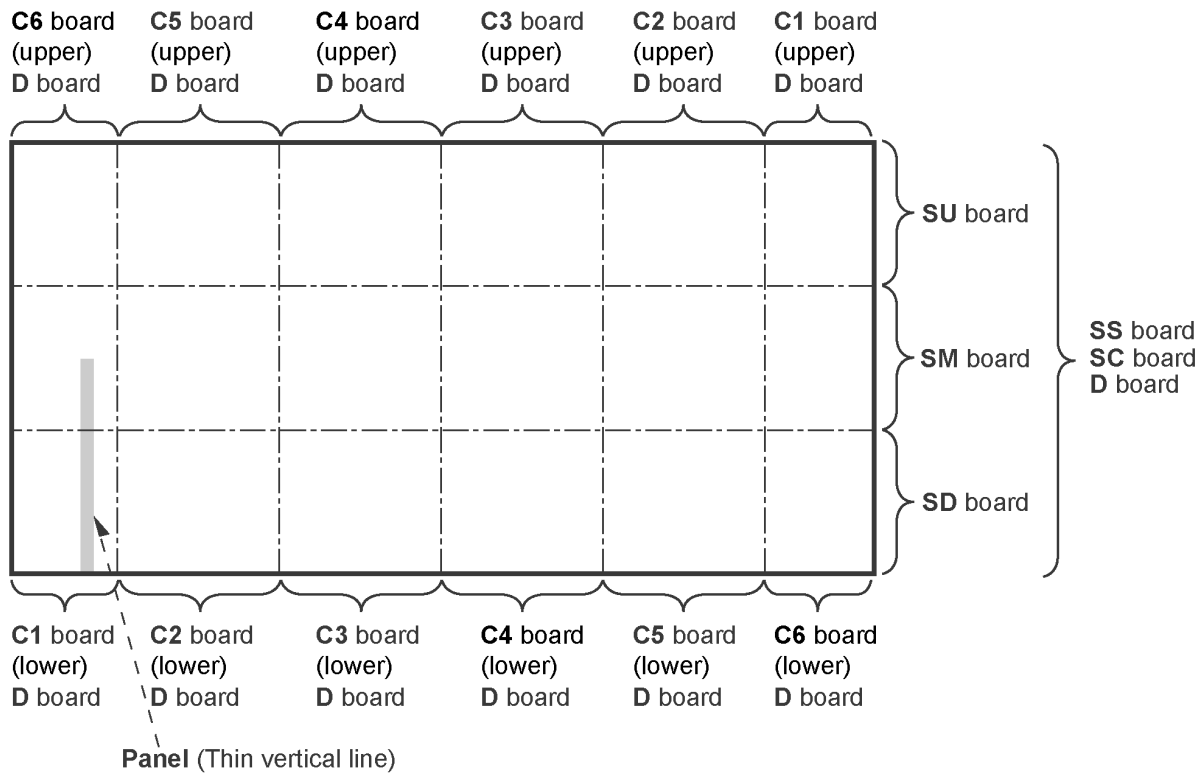 C6 board C5 board C4 board C3 board C2 board C1 board
(upper) (upper) (upper) (upper) (upper) (upper)
D board D board D board D board D board D board
SU board
SM board
SS board
SC board
D board
SD board
C1 board C2 board C3 board C4 board C5 board C6 board
(lower) (lower) (lower) (lower) (lower) (lower)
D board D board D board D board D board D board
Panel (Thin vertical line)